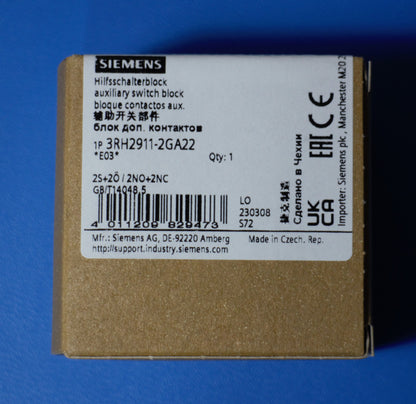 SIEMENS
Hilfsschalterblock
auxiliary switch block
bloque contactos aux.
辅助开关部件
блок доп. контактов
1P 3RH2911-2GA22
*E03*
Qty: 1
2S+2Ö / 2NO+2NC
GB/T14048.5
4 011209 829473
LO
230308
S72
Mfr.: Siemens AG, DE-92220 Amberg
Made in Czech. Rep.
http://support.industry.siemens.com
捷克制造
Сделано в Чехии
EAC CE
UKCA
Importer: Siemens plc., Manchester M20